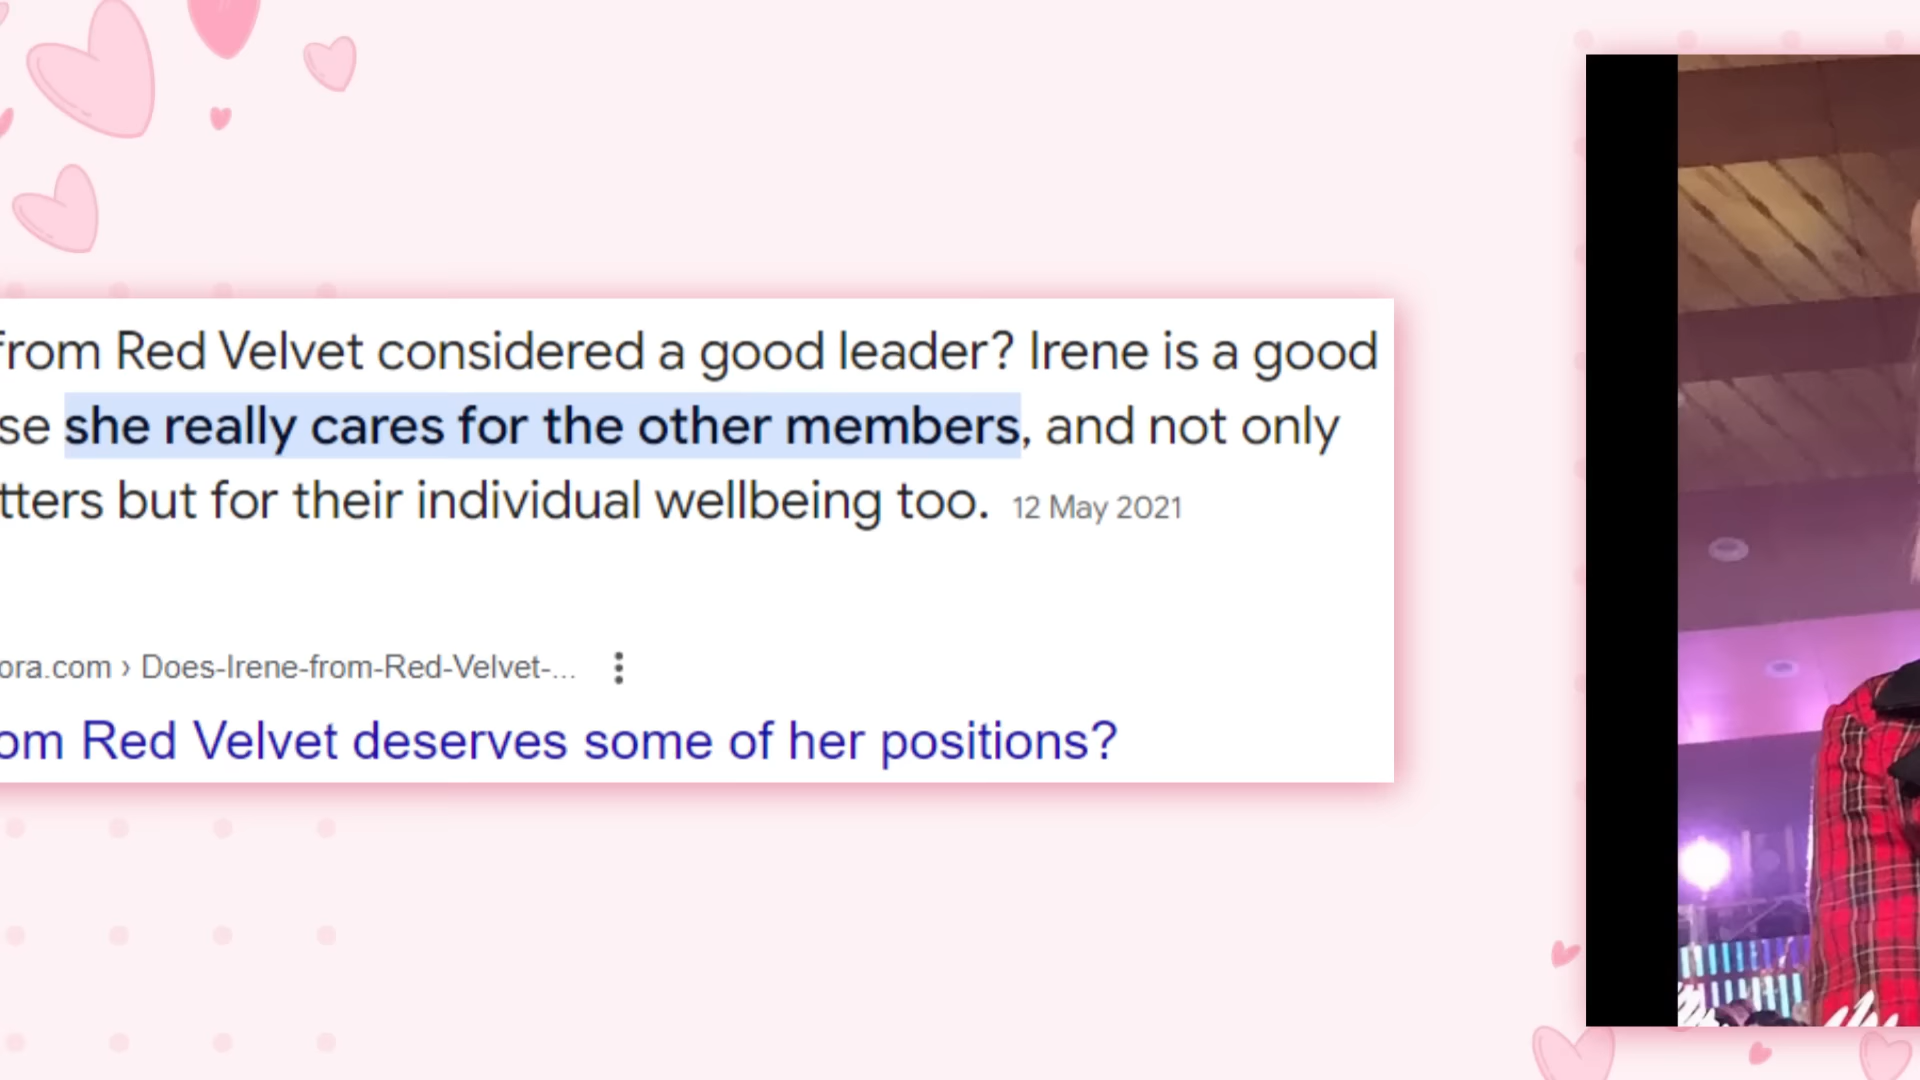 from Red Velvet considered a good leader? Irene is a good
se she really cares for the other members, and not only
tters but for their individual wellbeing too. 12 May 2021
ora.com › Does-Irene-from-Red-Velvet-...
om Red Velvet deserves some of her positions?